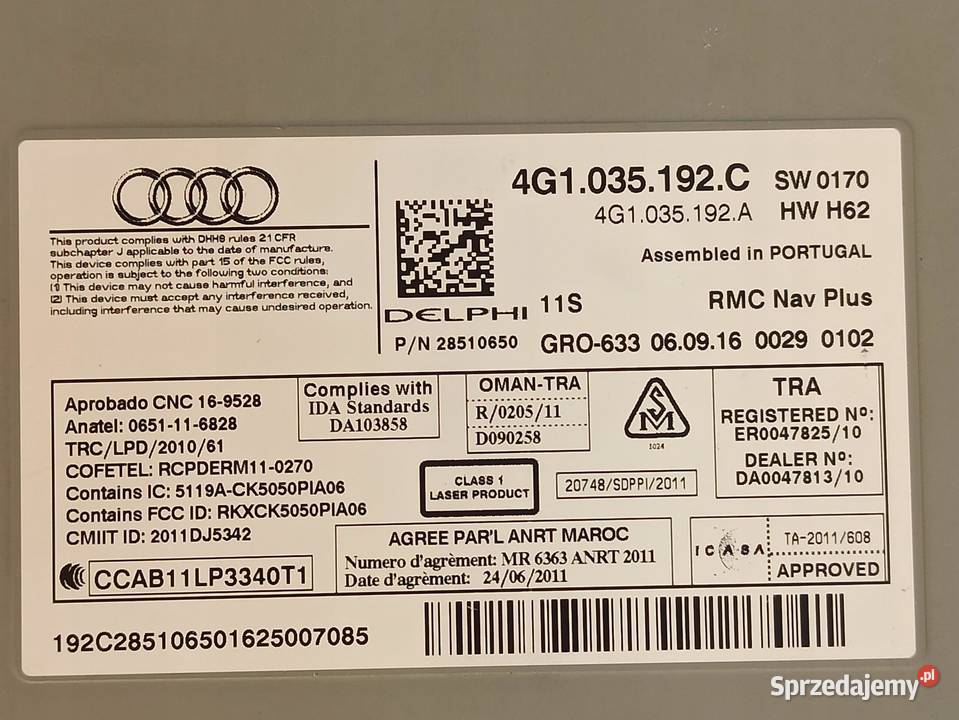 This product complies with DHHS rules 21 CFR
subchapter J applicable to the date of manufacture.
This device complies with part 15 of the FCC rules,
operation is subject to the following two conditions:
(1) This device may not cause harmful interference, and
(2) This device must accept any interference received,
including interference that may cause undesired operation.
DELPHI 11S
P/N 28510650
4G1.035.192.C SW 0170
4G1.035.192.A HW H62
Assembled in PORTUGAL
RMC Nav Plus
GRO-633 06.09.16 0029 0102
Aprobado CNC 16-9528
Anatel: 0651-11-6828
TRC/LPD/2010/61
COFETEL: RCPDERM11-0270
Contains IC: 5119A-CK5050PIA06
Contains FCC ID: RKXCK5050PIA06
CMIIT ID: 2011DJ5342
CCAB11LP3340T1
Complies with
IDA Standards
DA103858
OMAN-TRA
R/0205/11
D090258
SM
1024
TRA
REGISTERED Nº:
ER0047825/10
DEALER Nº:
DA0047813/10
CLASS 1
LASER PRODUCT
20748/SDPPI/2011
AGREE PAR'L ANRT MAROC
Numero d'agrèment: MR 6363 ANRT 2011
Date d'agrèment: 24/06/2011
ICASA
TA-2011/608
APPROVED
192C285106501625007085
Sprzedajemy.pl